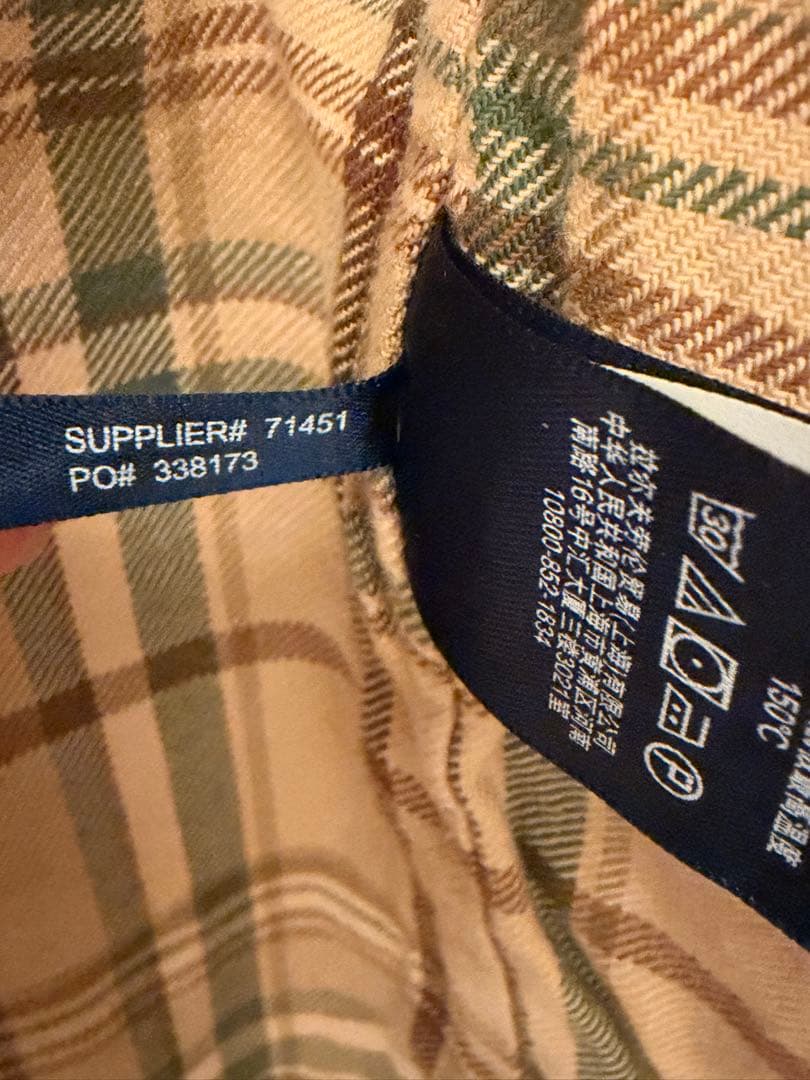 SUPPLIER# 71451
PO# 338173
拉尔夫劳伦贸易(上海)有限公司
中华人民共和国上海市黄浦区河南
南路16号中汇大厦三楼3021室
10800-852-1834
30
P
150℃
温度